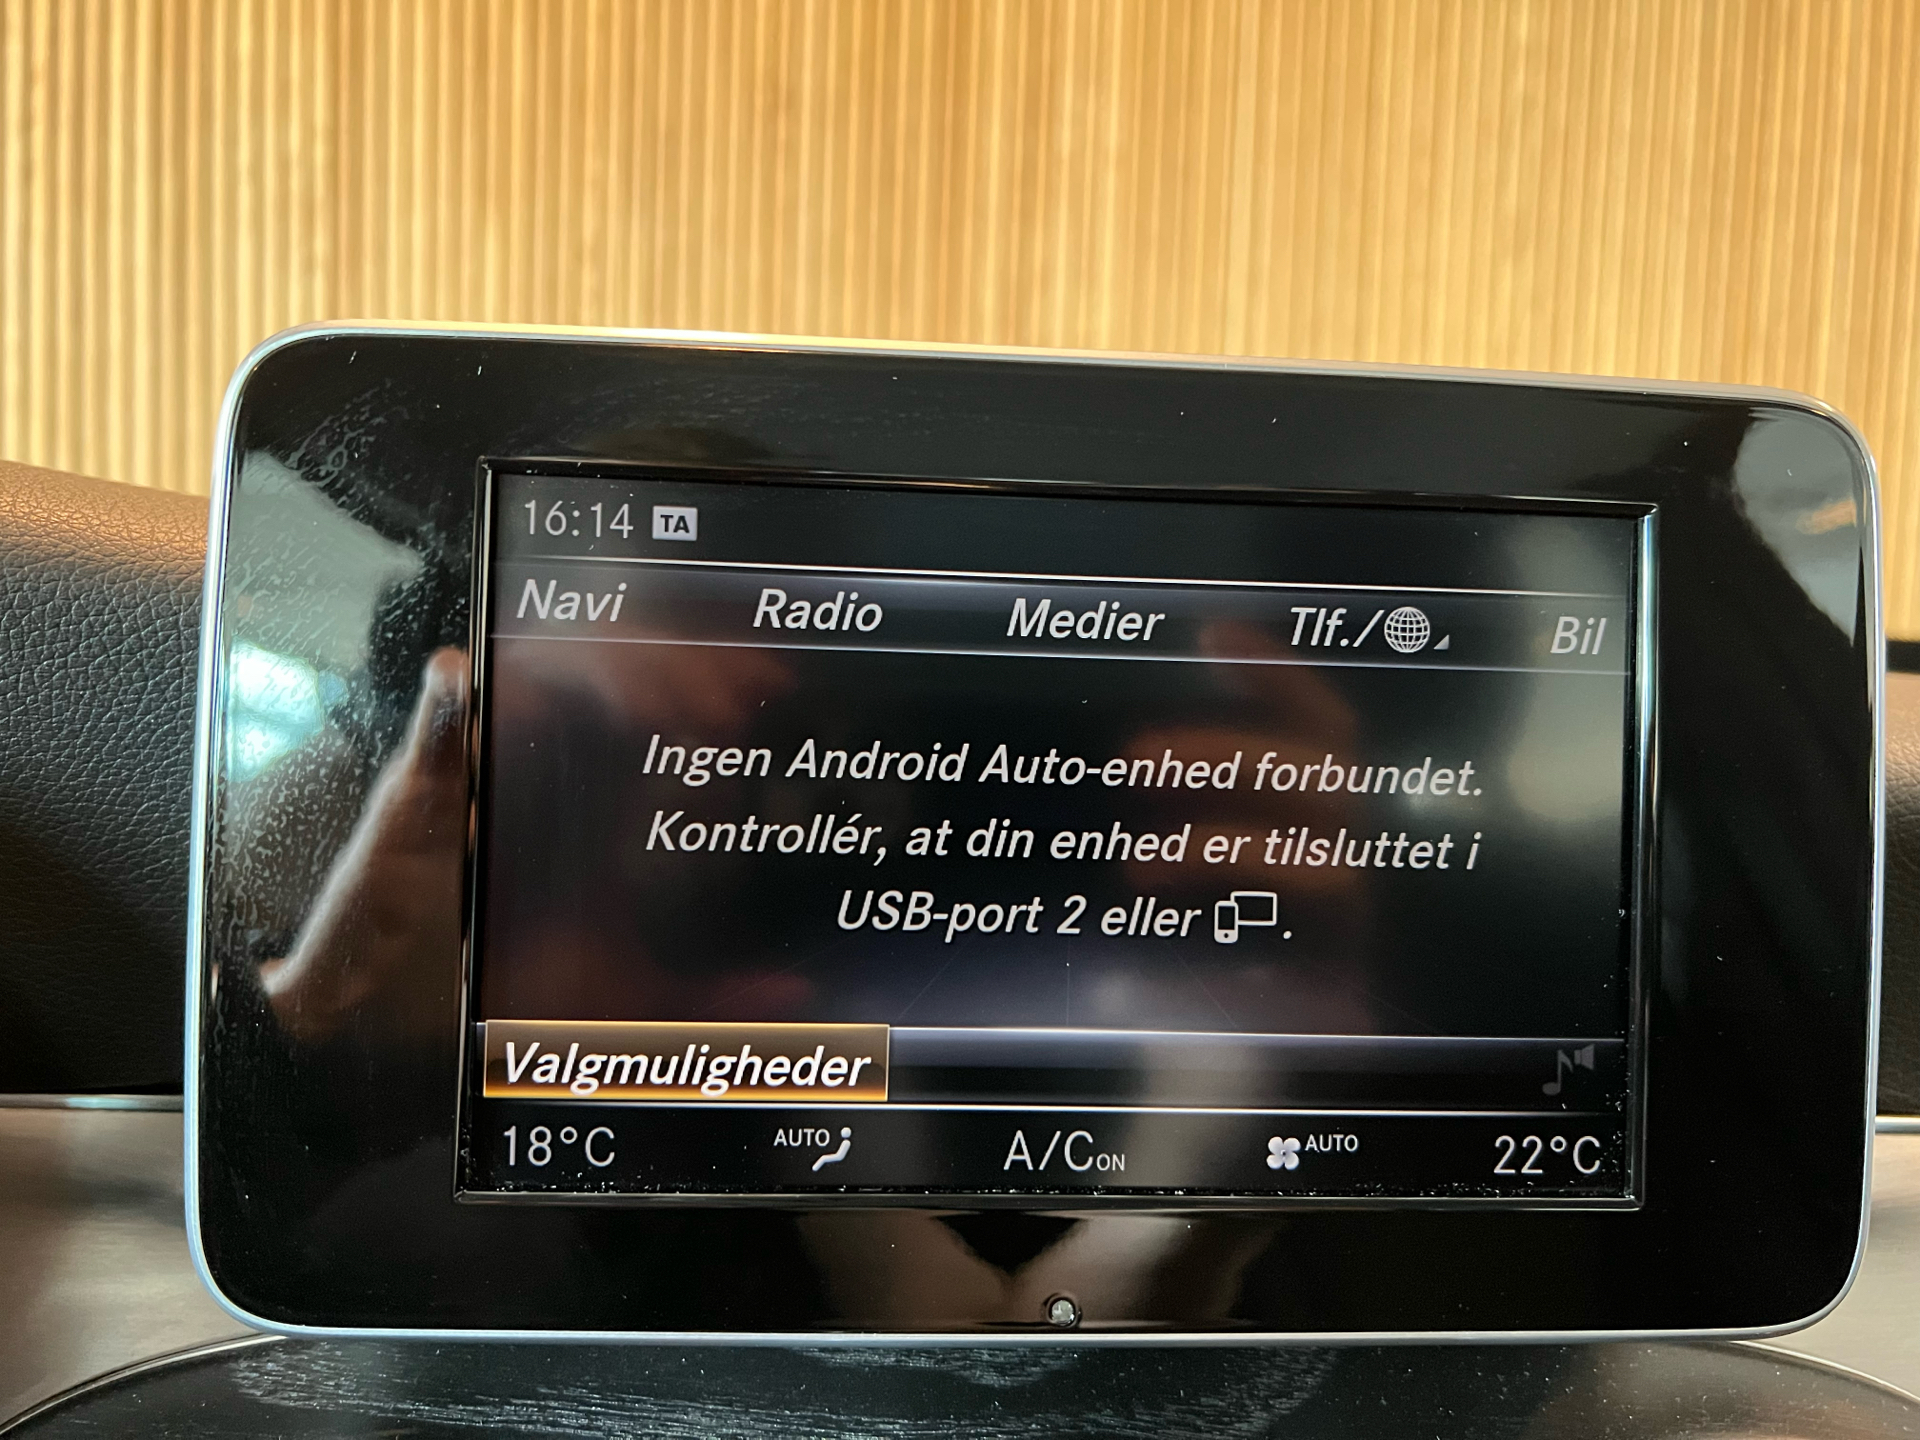 16:14 TA
Navi Radio Medier Tlf./ Bil
Ingen Android Auto-enhed forbundet.
Kontrollér, at din enhed er tilsluttet i
USB-port 2 eller .
Valgmuligheder
18°C AUTO A/C ON AUTO 22°C